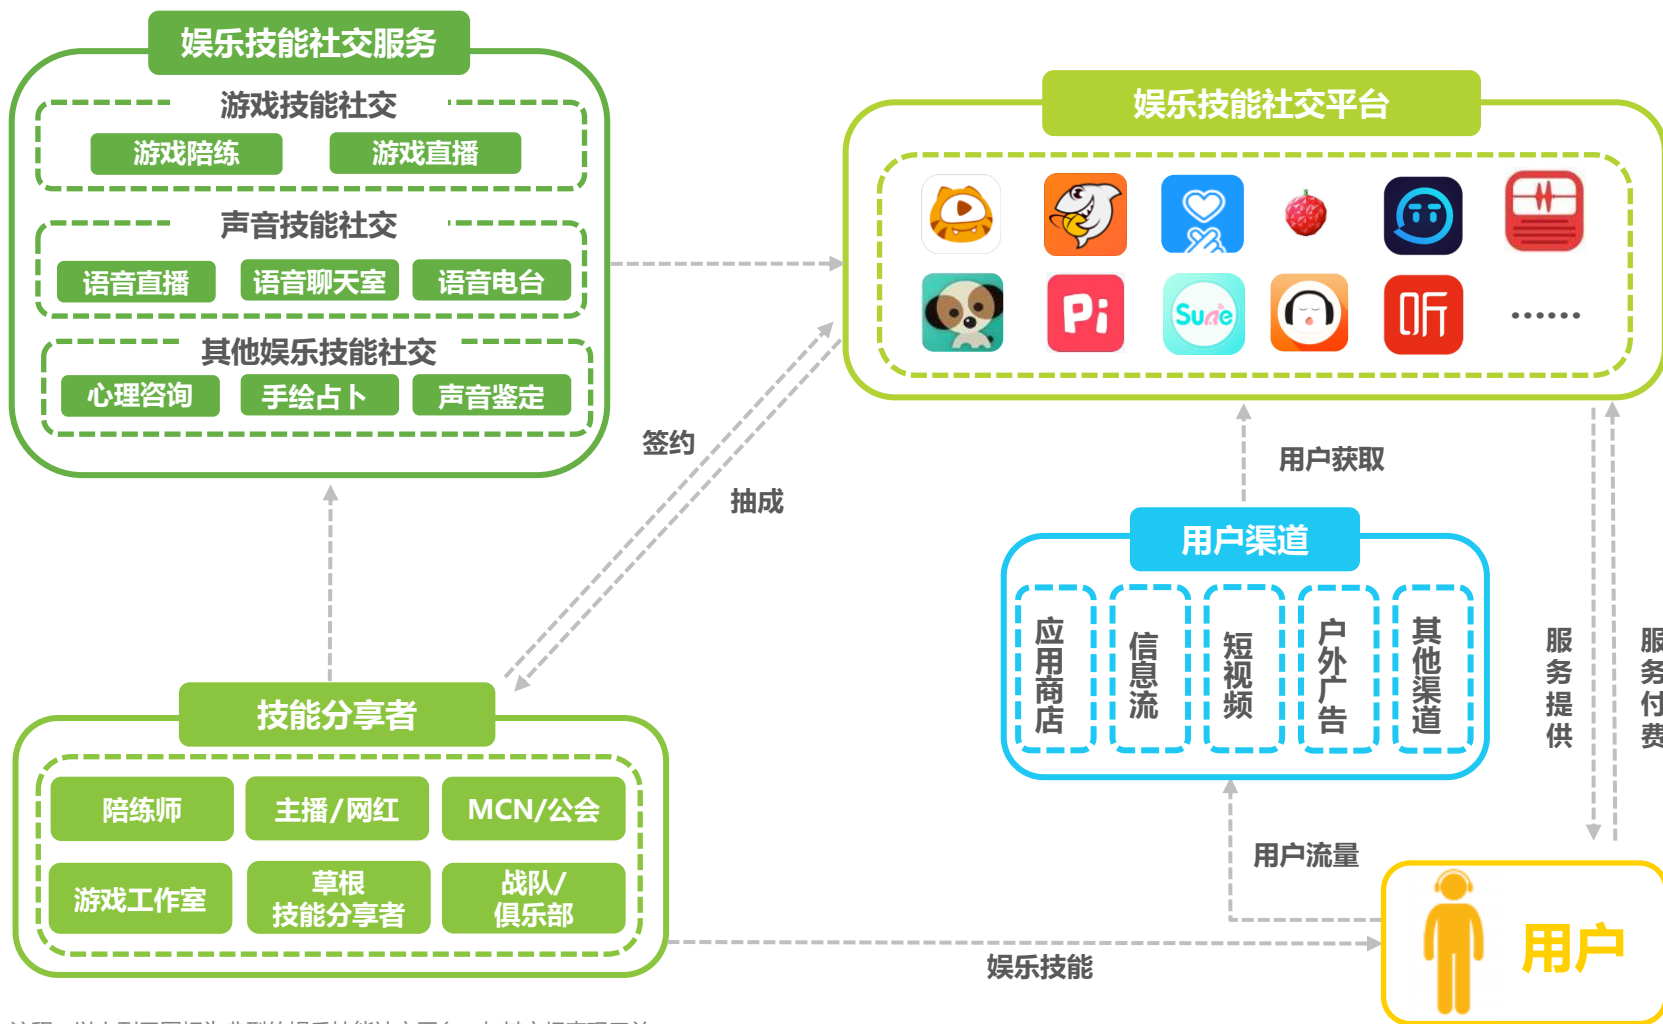 娱乐技能社交服务
游戏技能社交
游戏陪练
游戏直播
声音技能社交
语音直播
语音聊天室
语音电台
其他娱乐技能社交
心理咨询
手绘占卜
声音鉴定
娱乐技能社交平台
Pi
听
······
签约
抽成
用户获取
用户渠道
应用商店
信息流
短视频
户外广告
其他渠道
服务提供
服务付费
技能分享者
陪练师
主播/网红
MCN/公会
游戏工作室
草根
技能分享者
战队/
俱乐部
用户流量
娱乐技能
用户